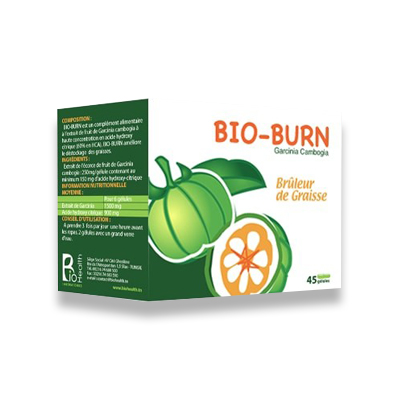 COMPOSITION :
BIO-BURN est un complément alimentaire
à l'extrait de fruit de Garcinia cambogia à
haute concentration en acide hydroxy
citrique (60% en HCA). BIO-BURN améliore
le déstockage des graisses.
INGRÉDIENTS :
Extrait de l'écorce de fruit de Garcinia
cambogia : 250mg/gélule contenant au
minimum 150 mg d'acide hydroxy-citrique
INFORMATION NUTRITIONNELLE
MOYENNE :
Pour 6 gélules
Extrait de Garcinia 1500 mg
Acide hydroxy citrique 900 mg
CONSEIL D'UTILISATION :
À prendre 3 fois par jour une heure avant
les repas 2 gélules avec un grand verre
d'eau.
Bio
Health
BIO-BURN
Garcinia Cambogia
Brûleur
de Graisse
45 gélules